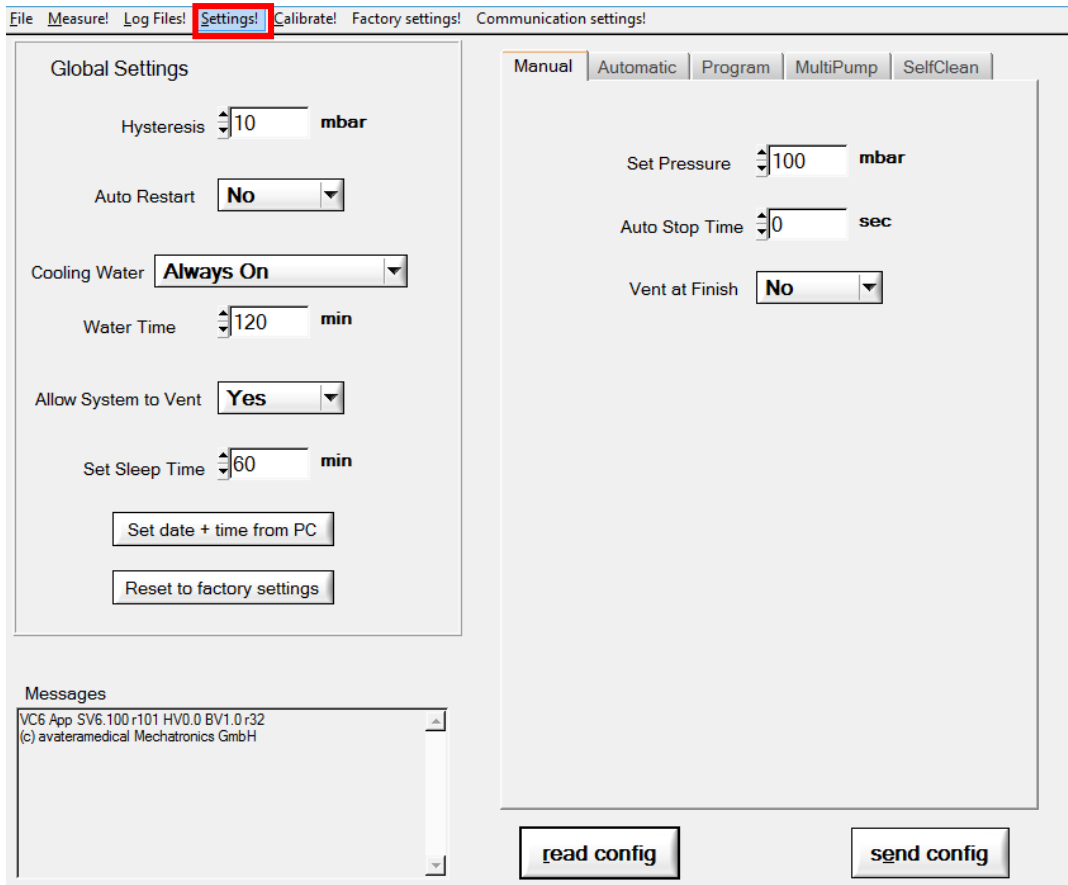 File Measure! Log Files! Settings! Calibrate! Factory settings! Communication settings!
Global Settings
Hysteresis 10 mbar
Auto Restart No
Cooling Water Always On
Water Time 120 min
Allow System to Vent Yes
Set Sleep Time 60 min
Set date + time from PC
Reset to factory settings
Messages
VC6 App SV6.100 r101 HV0.0 BV1.0 r32
(c) avateramedical Mechatronics GmbH
Manual Automatic Program MultiPump SelfClean
Set Pressure 100 mbar
Auto Stop Time 0 sec
Vent at Finish No
read config send config